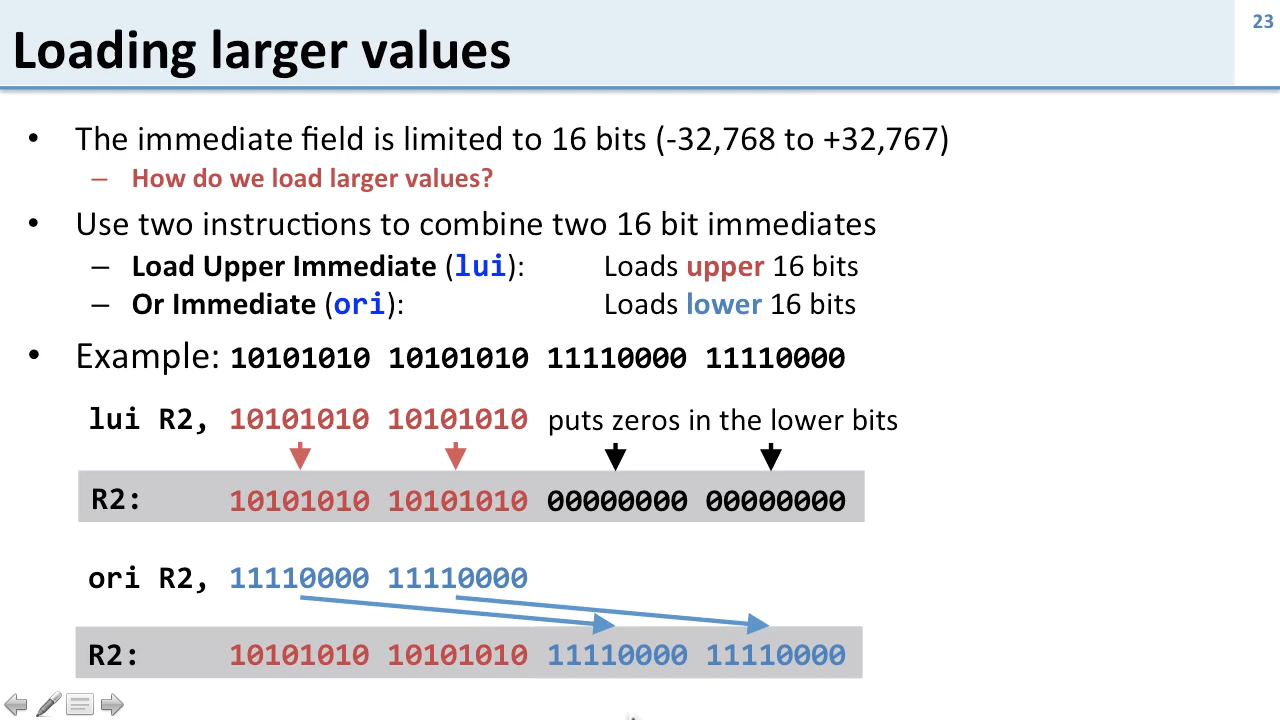 23
Loading larger values
• The immediate field is limited to 16 bits (-32,768 to +32,767)
– How do we load larger values?
• Use two instructions to combine two 16 bit immediates
– Load Upper Immediate (lui): Loads upper 16 bits
– Or Immediate (ori): Loads lower 16 bits
• Example: 10101010 10101010 11110000 11110000
lui R2, 10101010 10101010 puts zeros in the lower bits
R2: 10101010 10101010 00000000 00000000
ori R2, 11110000 11110000
R2: 10101010 10101010 11110000 11110000